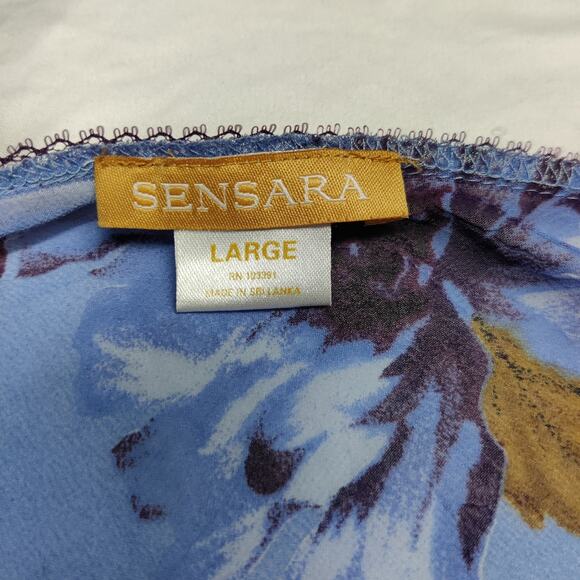 SENSARA
LARGE
RN 103391
MADE IN SRI LANKA